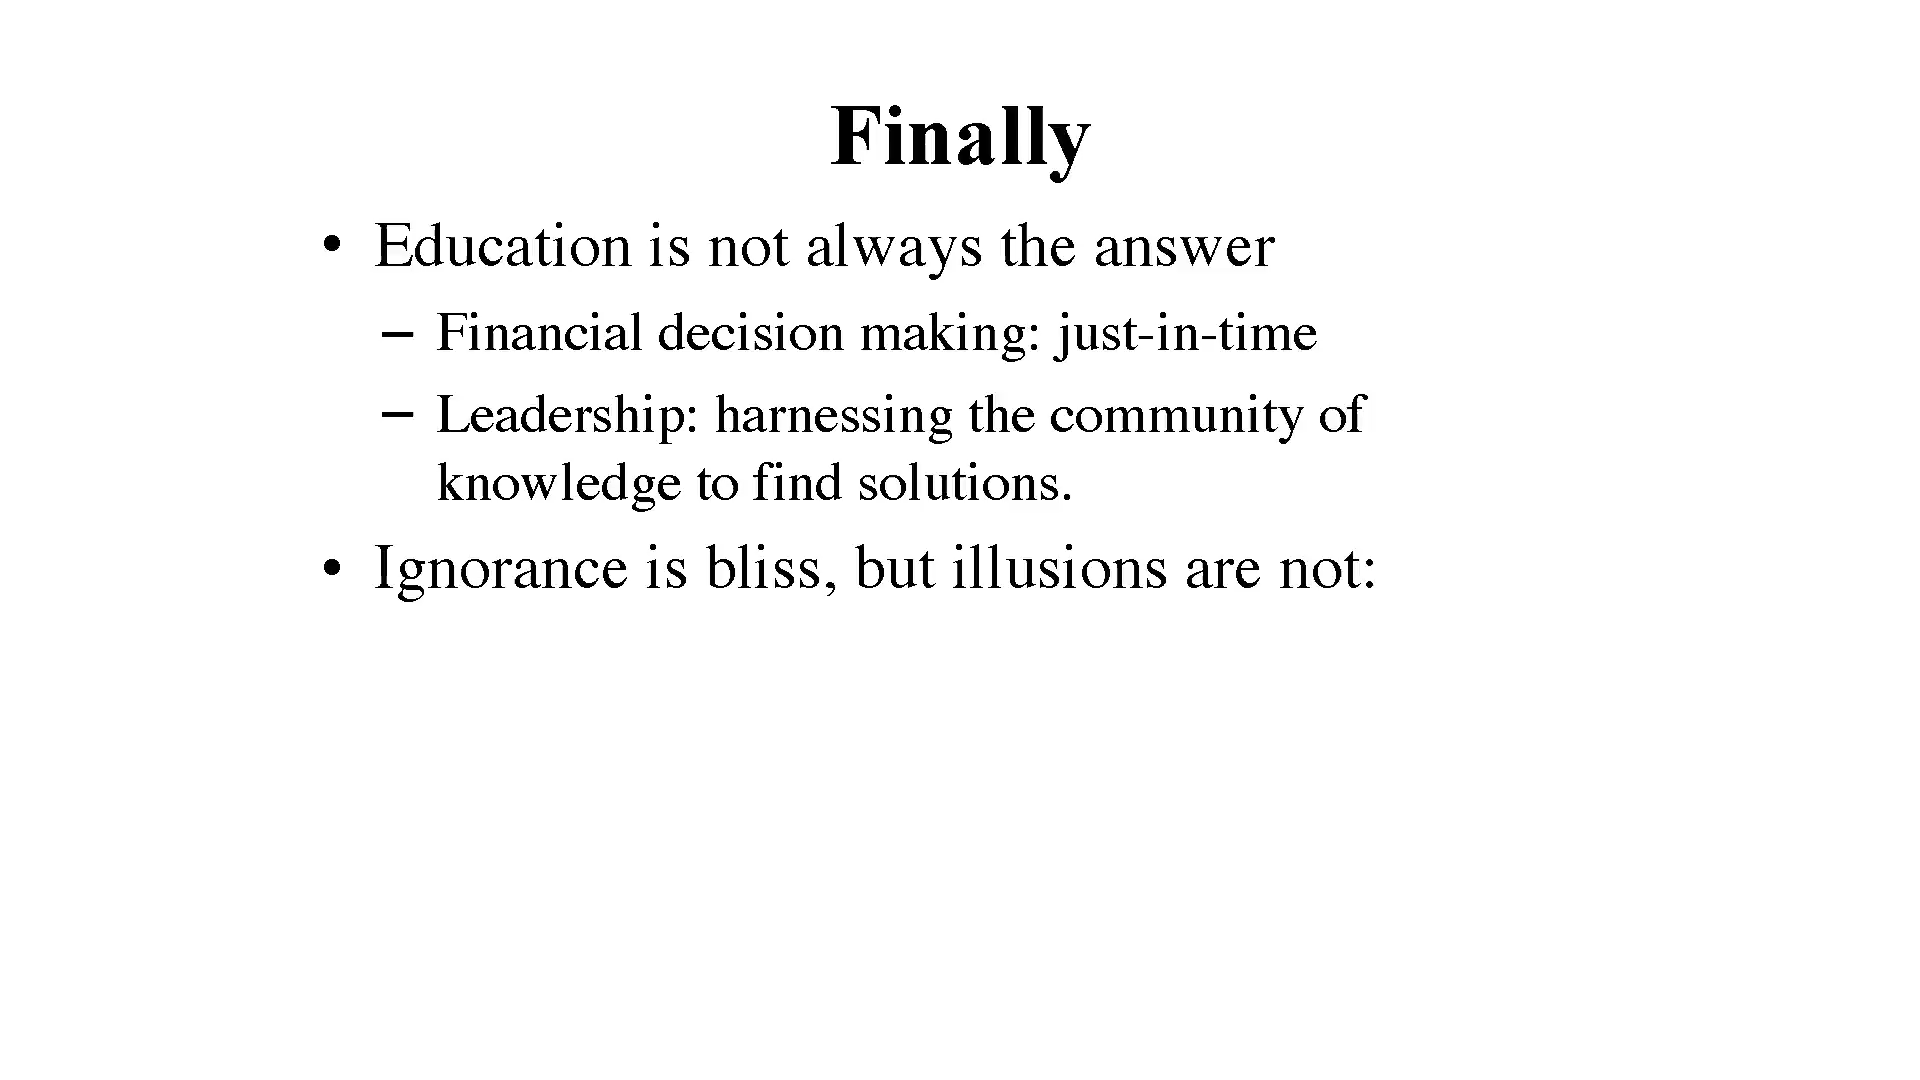 Finally
• Education is not always the answer
– Financial decision making: just-in-time
– Leadership: harnessing the community of
knowledge to find solutions.
• Ignorance is bliss, but illusions are not: